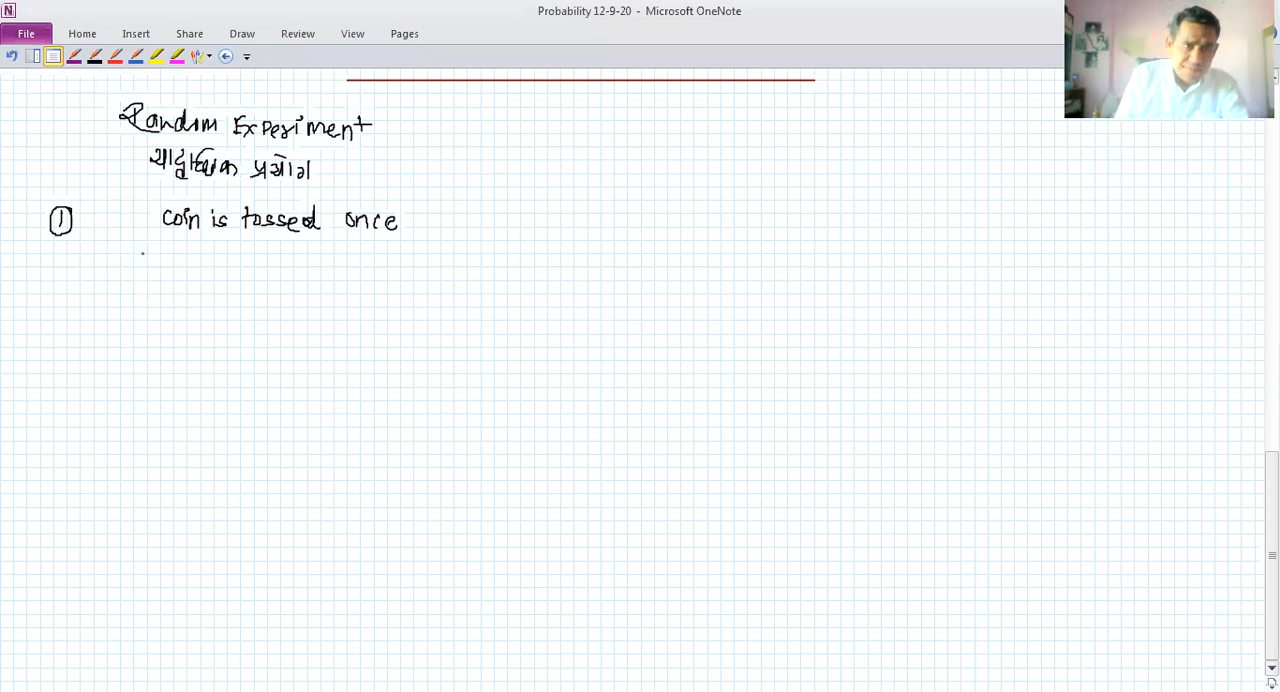 Probability 12-9-20 - Microsoft OneNote
File Home Insert Share Draw Review View Pages
Random Experiment
प्रयोग
① coin is tossed once